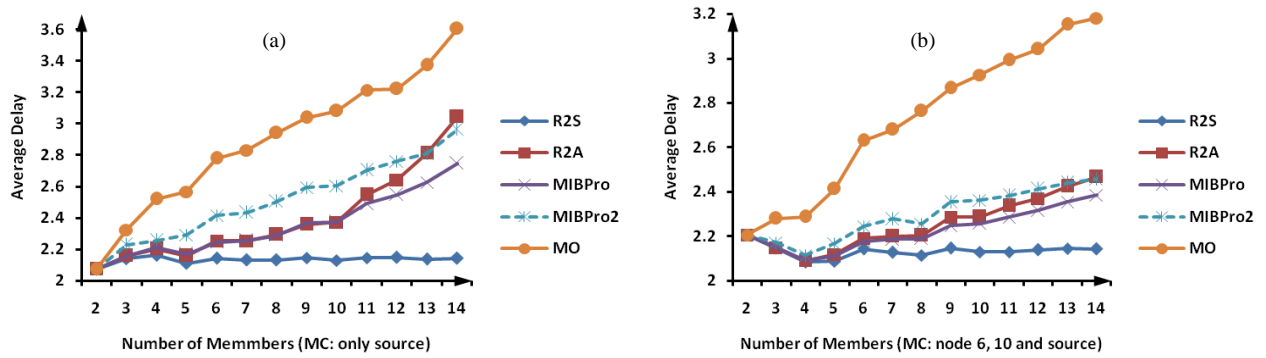 (a)
Average Delay
3.6
3.4
3.2
3
2.8
2.6
2.4
2.2
2
2 3 4 5 6 7 8 9 10 11 12 13 14
Number of Memmbers (MC: only source)
R2S
R2A
MIBPro
MIBPro2
MO
(b)
Average Delay
3.2
3
2.8
2.6
2.4
2.2
2
2 3 4 5 6 7 8 9 10 11 12 13 14
Number of Members (MC: node 6, 10 and source)
R2S
R2A
MIBPro
MIBPro2
MO